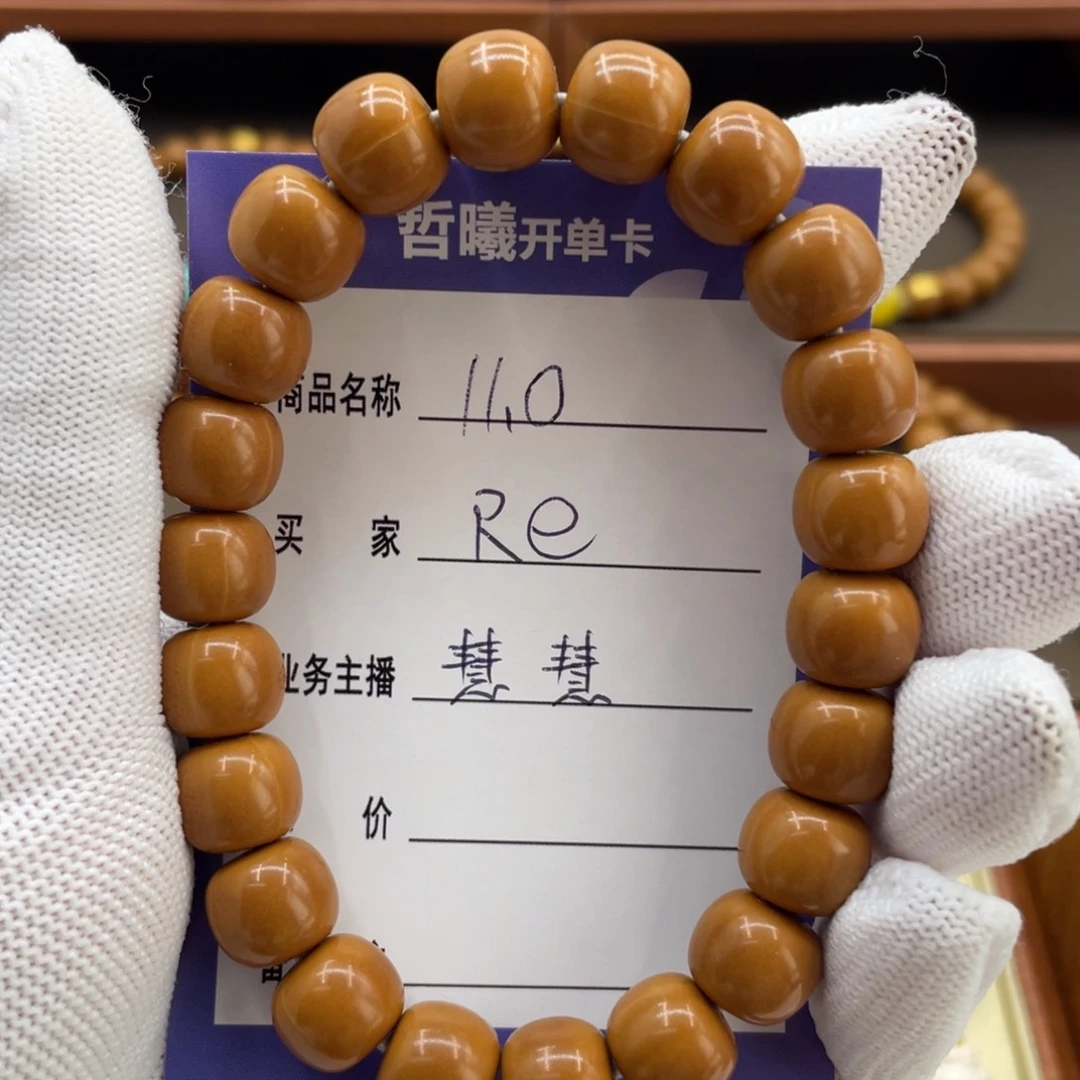 哲曦开单卡
商品名称 11.0
买 家 Re
业务主播 慧慧
价